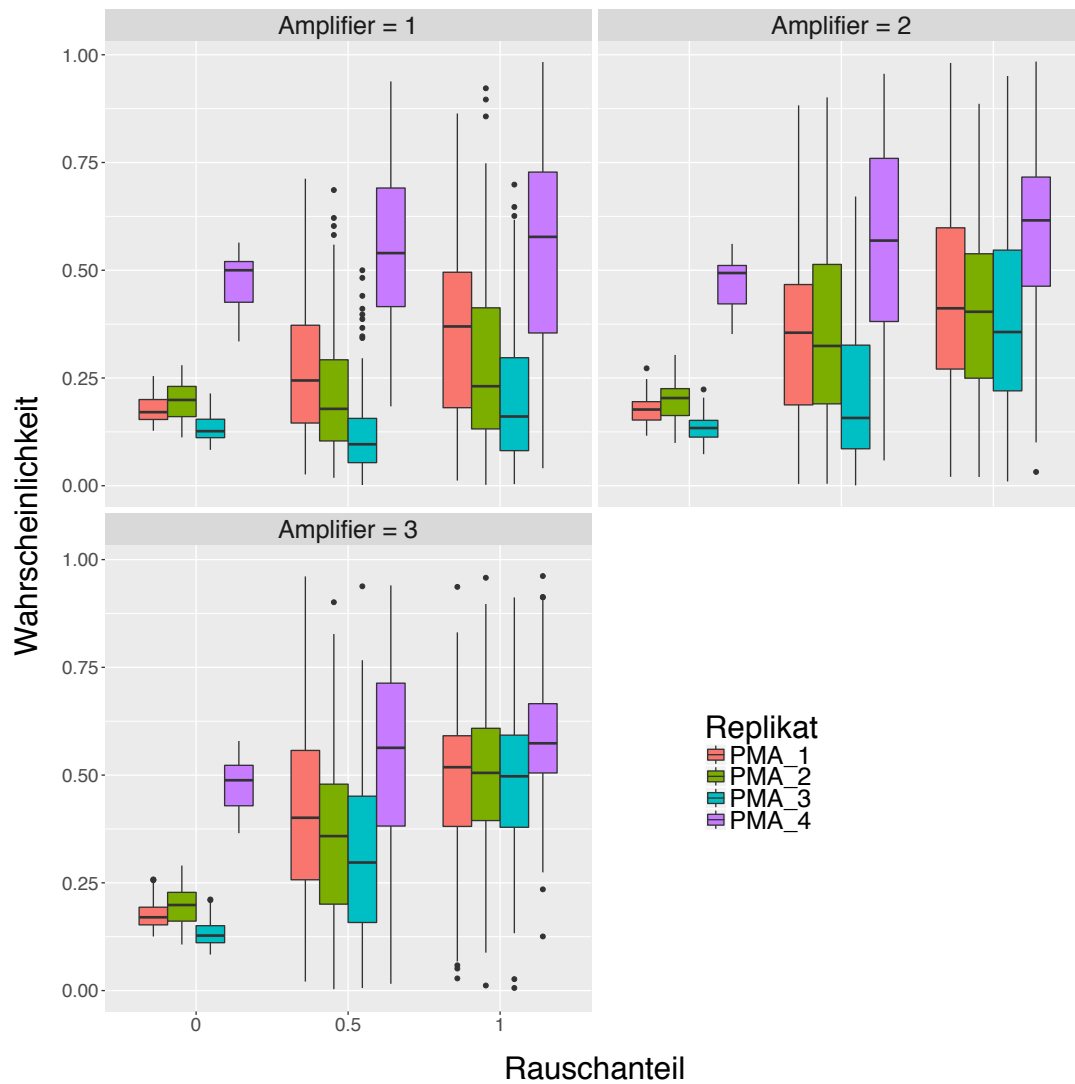 Amplifier = 1
Amplifier = 2
1.00
0.75
0.50
0.25
0.00
Amplifier = 3
1.00
0.75
0.50
0.25
0.00
0
0.5
1
Wahrscheinlichkeit
Rauschanteil
Replikat
PMA_1
PMA_2
PMA_3
PMA_4